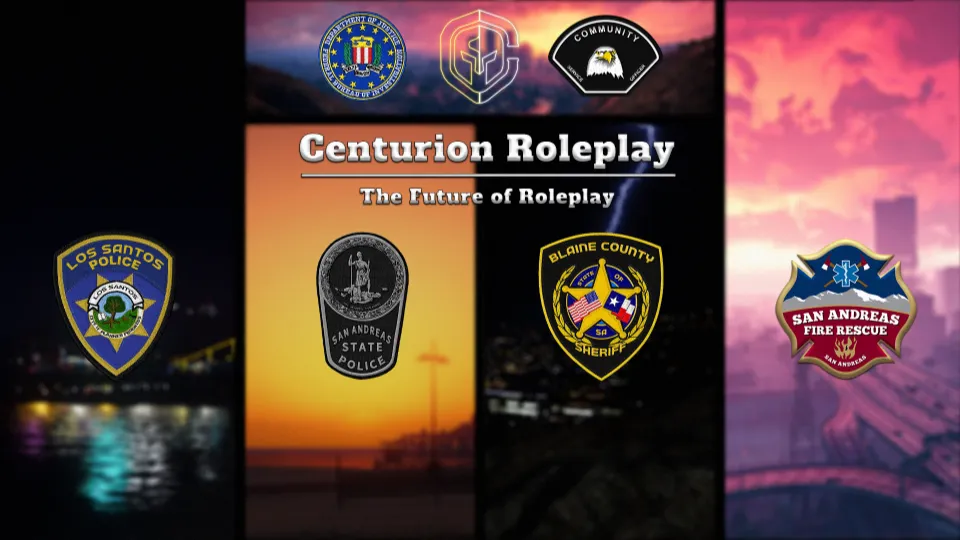 DEPARTMENT OF JUSTICE
FEDERAL BUREAU OF INVESTIGATION
COMMUNITY
SERVICE OFFICER
Centurion Roleplay
The Future of Roleplay
LOS SANTOS
POLICE
LOS SANTOS
SAN ANDREAS
STATE
POLICE
BLAINE COUNTY
STATE OF
SA
SHERIFF
SAN ANDREAS
FIRE RESCUE
SAN ANDREAS